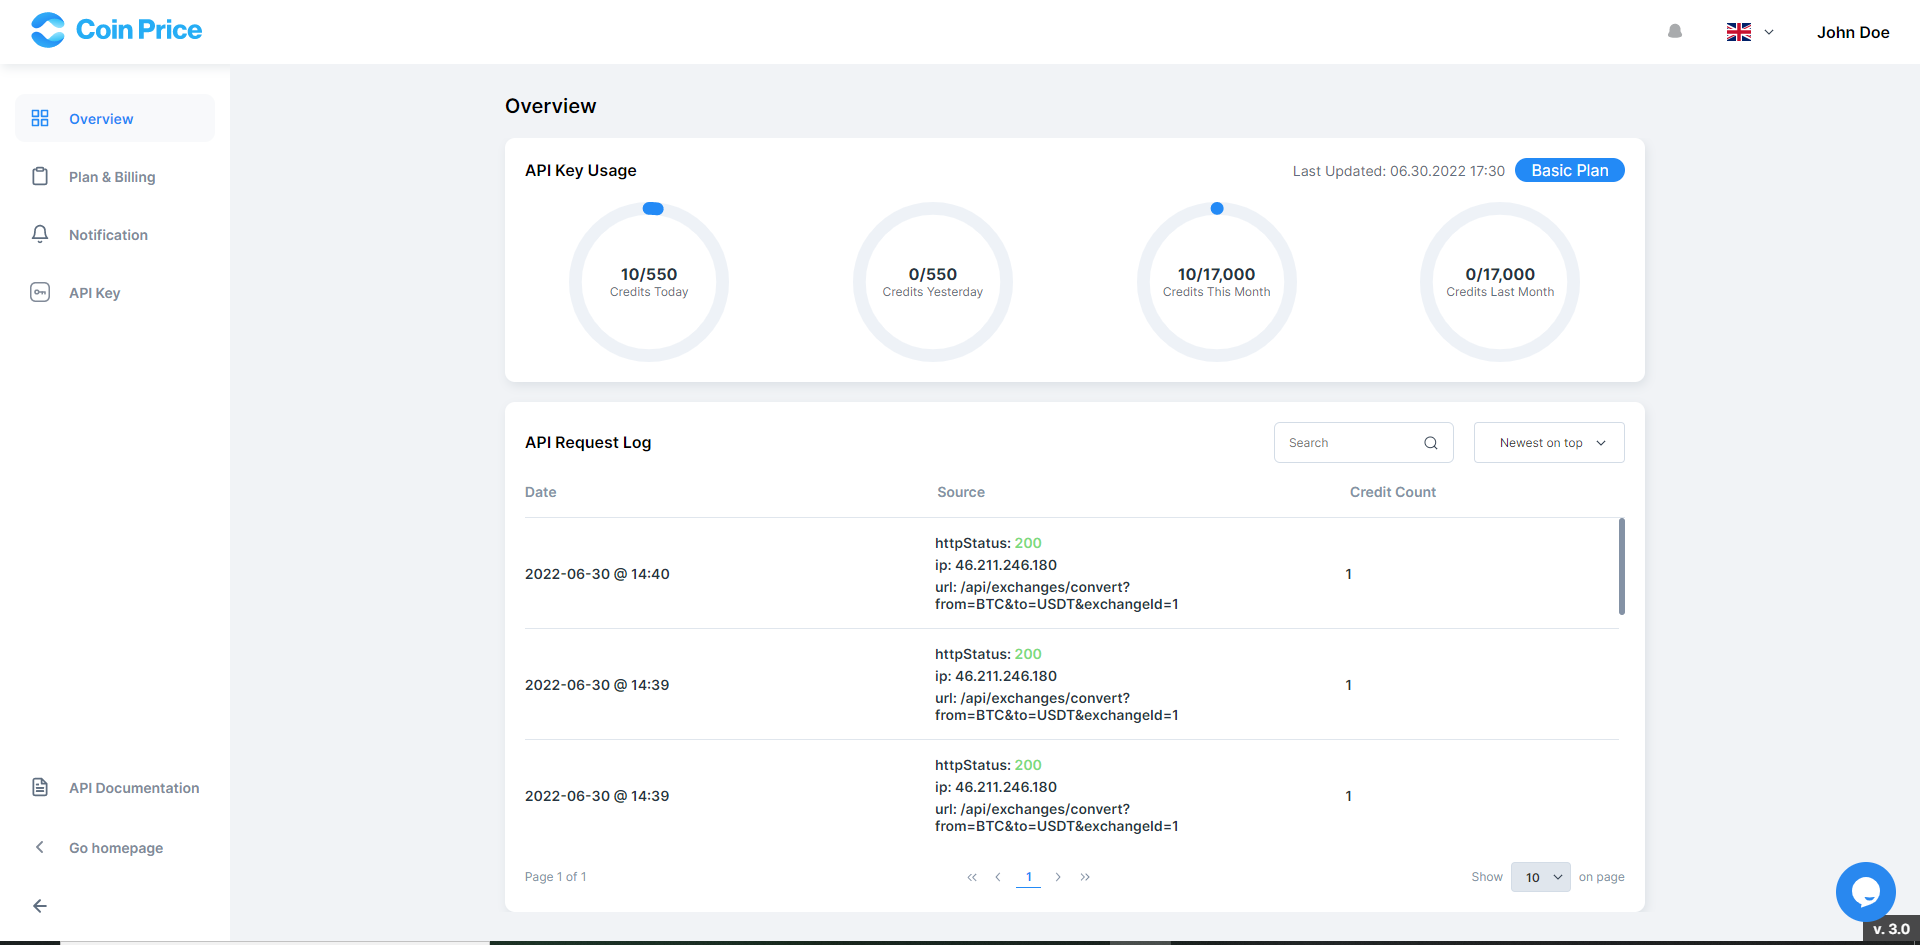 Coin Price
John Doe
Overview
Plan & Billing
Notification
API Key
API Documentation
Go homepage
Overview
API Key Usage
Last Updated: 06.30.2022 17:30
Basic Plan
10/550
Credits Today
0/550
Credits Yesterday
10/17,000
Credits This Month
0/17,000
Credits Last Month
API Request Log
Search
Newest on top
Date
Source
Credit Count
2022-06-30 @ 14:40
httpStatus: 200
ip: 46.211.246.180
url: /api/exchanges/convert?
from=BTC&to=USDT&exchangeId=1
1
2022-06-30 @ 14:39
httpStatus: 200
ip: 46.211.246.180
url: /api/exchanges/convert?
from=BTC&to=USDT&exchangeId=1
1
2022-06-30 @ 14:39
httpStatus: 200
ip: 46.211.246.180
url: /api/exchanges/convert?
from=BTC&to=USDT&exchangeId=1
1
Page 1 of 1
1
Show
10
on page
v. 3.0